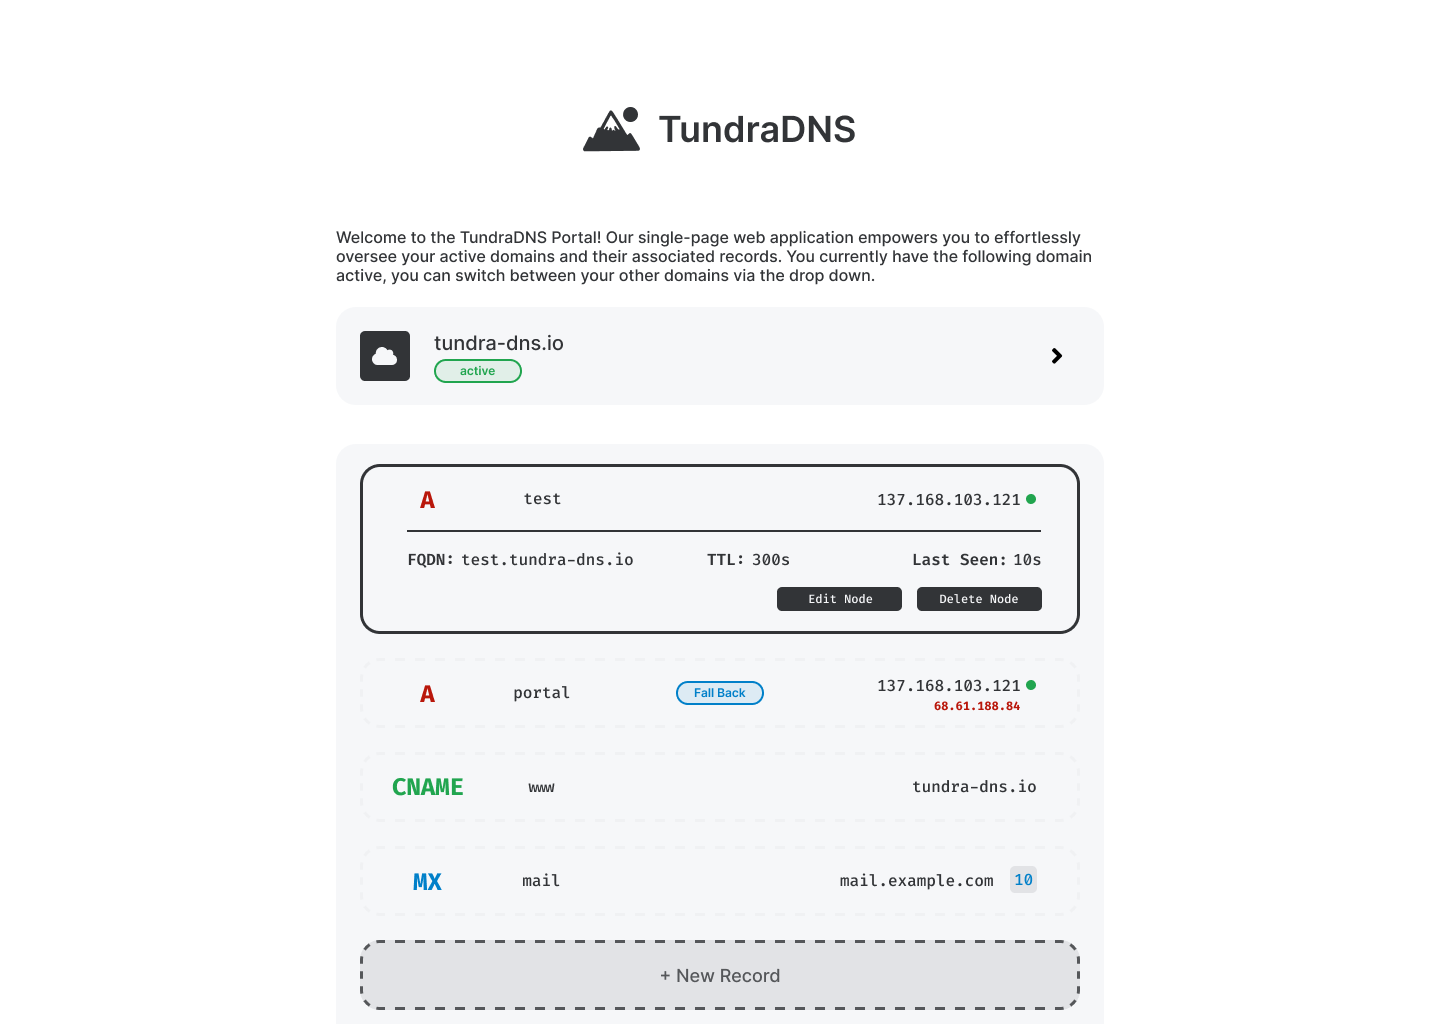 TundraDNS
Welcome to the TundraDNS Portal! Our single-page web application empowers you to effortlessly
oversee your active domains and their associated records. You currently have the following domain
active, you can switch between your other domains via the drop down.
tundra-dns.io
active
A test 137.168.103.121
FQDN: test.tundra-dns.io TTL: 300s Last Seen: 10s
Edit Node Delete Node
A portal Fall Back 137.168.103.121
68.61.188.84
CNAME www tundra-dns.io
MX mail mail.example.com 10
+ New Record